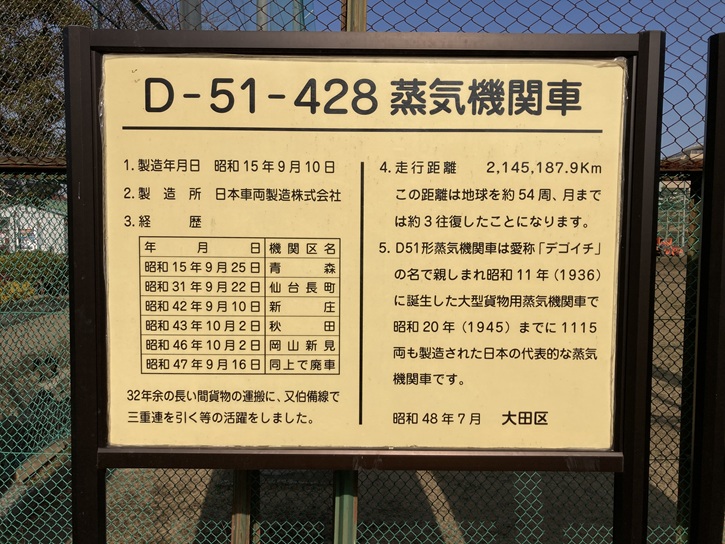 D-51-428 蒸気機関車
1. 製造年月日 昭和15年9月10日
2. 製造所 日本車両製造株式会社
3. 経歴
年月日 機関区名
昭和15年9月25日 青森
昭和31年9月22日 仙台長町
昭和42年9月10日 新庄
昭和43年10月2日 秋田
昭和46年10月2日 岡山新見
昭和47年9月16日 同上で廃車
32年余の長い間貨物の運搬に、又伯備線で
三重連を引く等の活躍をしました。
4. 走行距離 2,145,187.9Km
この距離は地球を約54周、月まで
は約3往復したことになります。
5. D51形蒸気機関車は愛称「デゴイチ」
の名で親しまれ昭和11年(1936)
に誕生した大型貨物用蒸気機関車で
昭和20年(1945)までに1115
両も製造された日本の代表的な蒸気
機関車です。
昭和48年7月 大田区